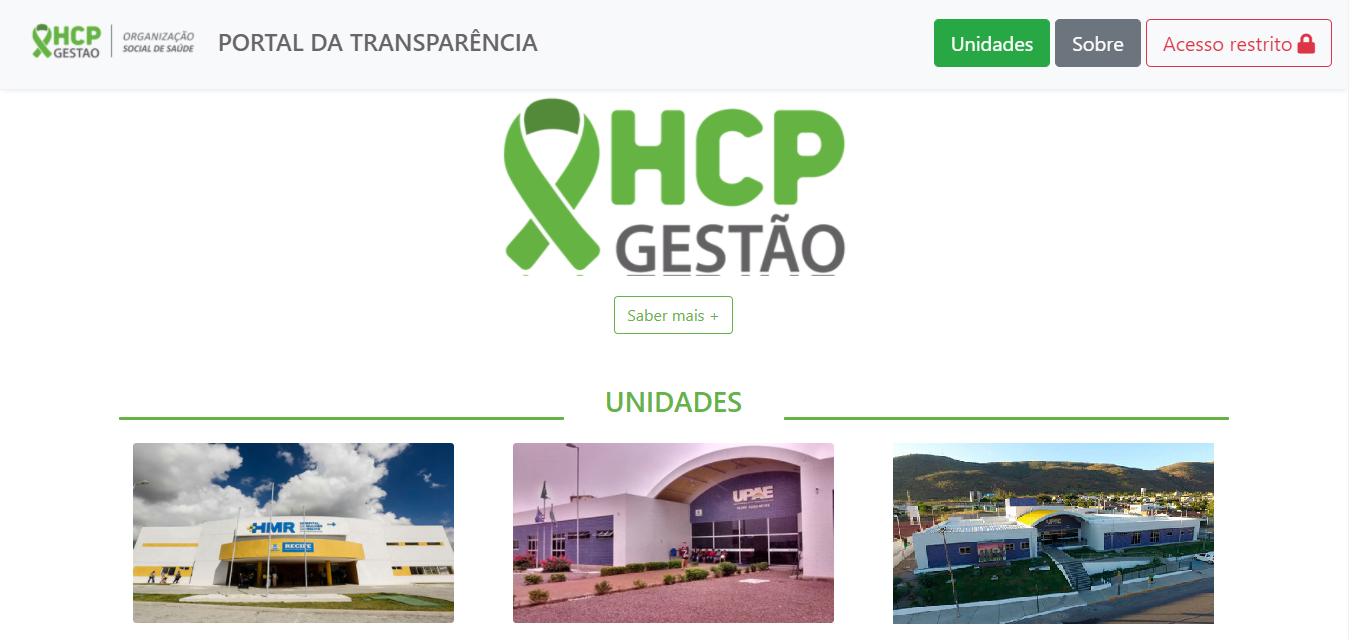 HCP
GESTÃO
ORGANIZAÇÃO
SOCIAL DE SAÚDE
PORTAL DA TRANSPARÊNCIA
Unidades
Sobre
Acesso restrito
HCP
GESTÃO
Saber mais +
UNIDADES
HMR
RECIFE
UPAE
UPAE